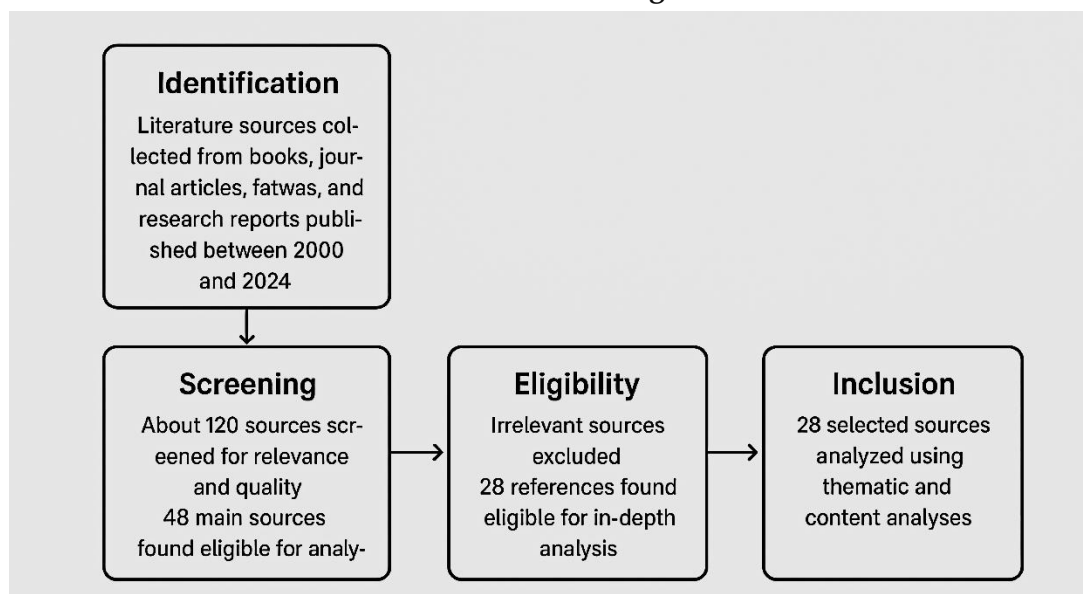 Identification
Literature sources col-
lected from books, jour-
nal articles, fatwas, and
research reports publi-
shed between 2000
and 2024
Screening
About 120 sources scr-
eened for relevance
and quality
48 main sources
found eligible for analy-
Eligibility
Irrelevant sources
excluded
28 references found
eligible for in-depth
analysis
Inclusion
28 selected sources
analyzed using
thematic and
content analyses